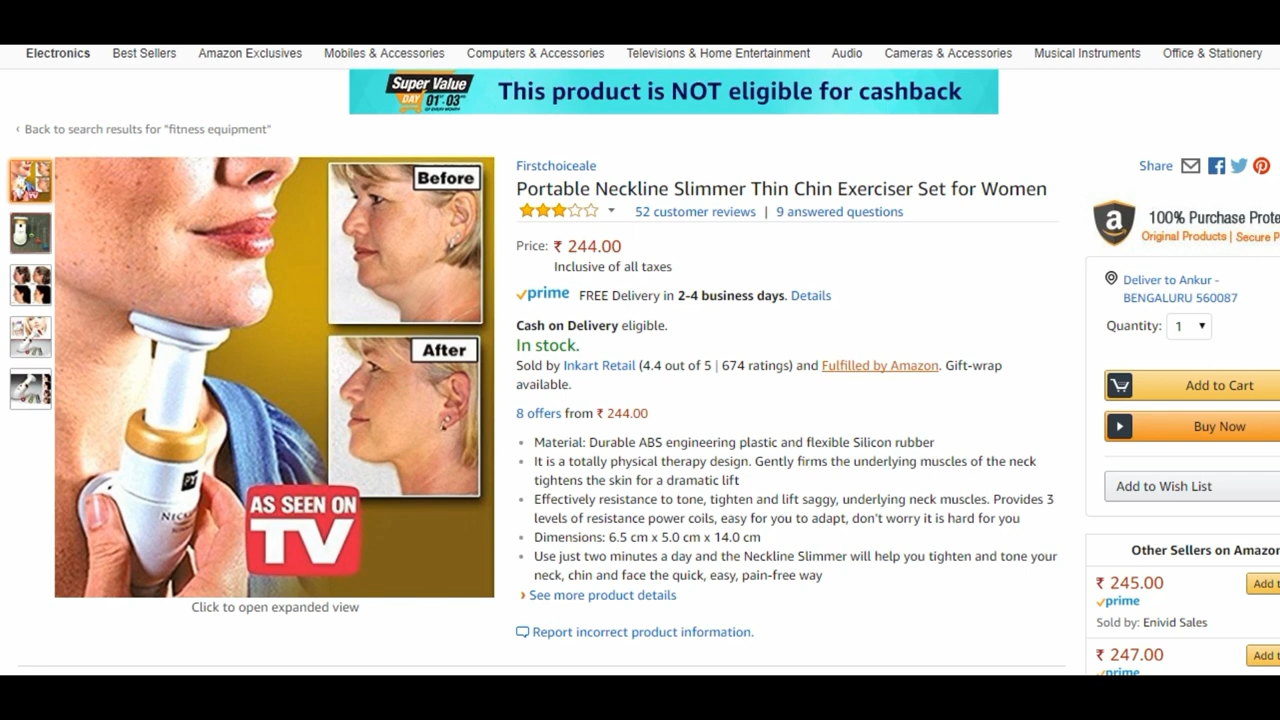 Electronics Best Sellers Amazon Exclusives Mobiles & Accessories Computers & Accessories Televisions & Home Entertainment Audio Cameras & Accessories Musical Instruments Office & Stationery
Super Value
DAY 01st-03rd
This product is NOT eligible for cashback
‹ Back to search results for "fitness equipment"
Before
After
AS SEEN ON
TV
Click to open expanded view
Firstchoiceale
Portable Neckline Slimmer Thin Chin Exerciser Set for Women
52 customer reviews | 9 answered questions
Price: ₹ 244.00
Inclusive of all taxes
prime FREE Delivery in 2-4 business days. Details
Cash on Delivery eligible.
In stock.
Sold by Inkart Retail (4.4 out of 5 | 674 ratings) and Fulfilled by Amazon. Gift-wrap
available.
8 offers from ₹ 244.00
• Material: Durable ABS engineering plastic and flexible Silicon rubber
• It is a totally physical therapy design. Gently firms the underlying muscles of the neck
tightens the skin for a dramatic lift
• Effectively resistance to tone, tighten and lift saggy, underlying neck muscles. Provides 3
levels of resistance power coils, easy for you to adapt, don't worry it is hard for you
• Dimensions: 6.5 cm x 5.0 cm x 14.0 cm
• Use just two minutes a day and the Neckline Slimmer will help you tighten and tone your
neck, chin and face the quick, easy, pain-free way
› See more product details
Report incorrect product information.
Share
100% Purchase Prote
Original Products | Secure P
Deliver to Ankur -
BENGALURU 560087
Quantity: 1
Add to Cart
Buy Now
Add to Wish List
Other Sellers on Amazon
₹ 245.00 Add t
prime
Sold by: Enivid Sales
₹ 247.00 Add t
prime